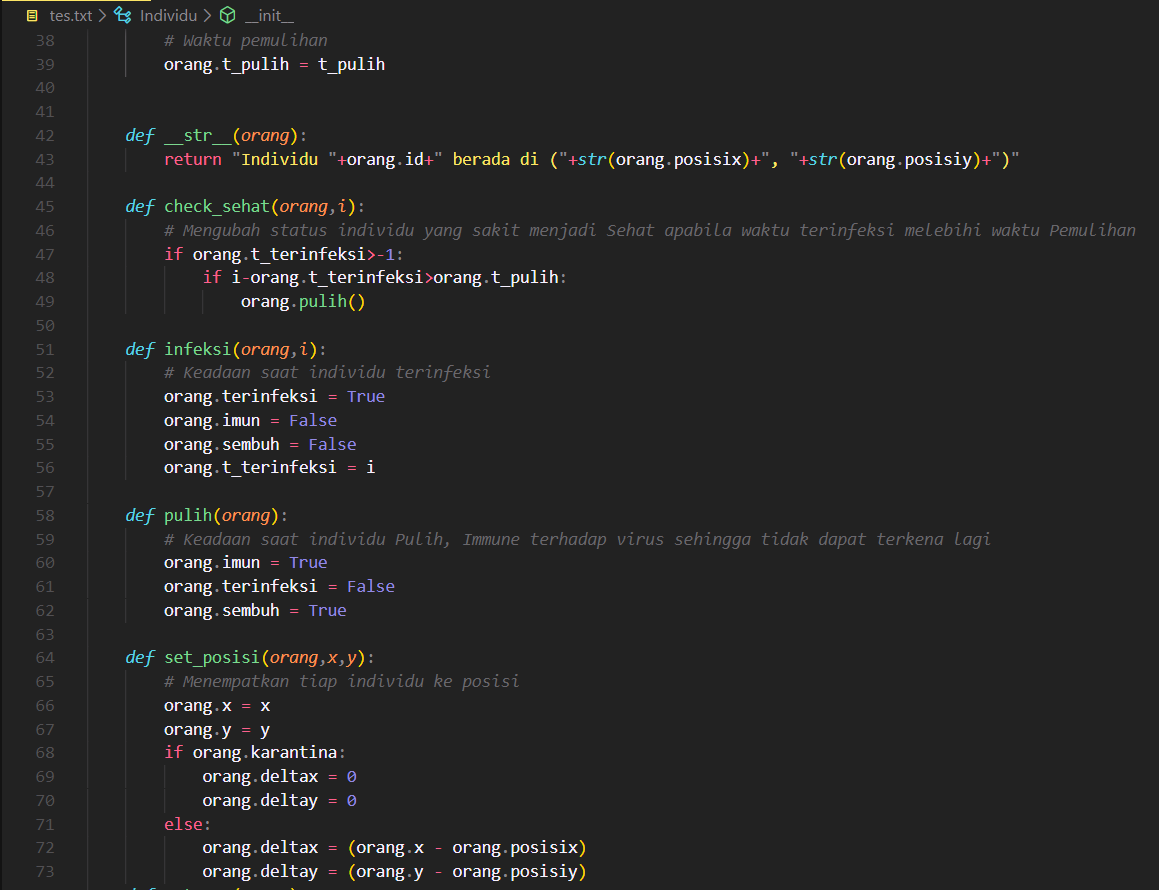 tes.txt > Individu > __init__
38 # Waktu pemulihan
39 orang.t_pulih = t_pulih
40
41
42 def __str__(orang):
43 return "Individu "+orang.id+" berada di ("+str(orang.posisix)+", "+str(orang.posisiy)+")"
44
45 def check_sehat(orang,i):
46 # Mengubah status individu yang sakit menjadi Sehat apabila waktu terinfeksi melebihi waktu Pemulihan
47 if orang.t_terinfeksi>-1:
48 if i-orang.t_terinfeksi>orang.t_pulih:
49 orang.pulih()
50
51 def infeksi(orang,i):
52 # Keadaan saat individu terinfeksi
53 orang.terinfeksi = True
54 orang.imun = False
55 orang.sembuh = False
56 orang.t_terinfeksi = i
57
58 def pulih(orang):
59 # Keadaan saat individu Pulih, Immune terhadap virus sehingga tidak dapat terkena lagi
60 orang.imun = True
61 orang.terinfeksi = False
62 orang.sembuh = True
63
64 def set_posisi(orang,x,y):
65 # Menempatkan tiap individu ke posisi
66 orang.x = x
67 orang.y = y
68 if orang.karantina:
69 orang.deltax = 0
70 orang.deltay = 0
71 else:
72 orang.deltax = (orang.x - orang.posisix)
73 orang.deltay = (orang.y - orang.posisiy)